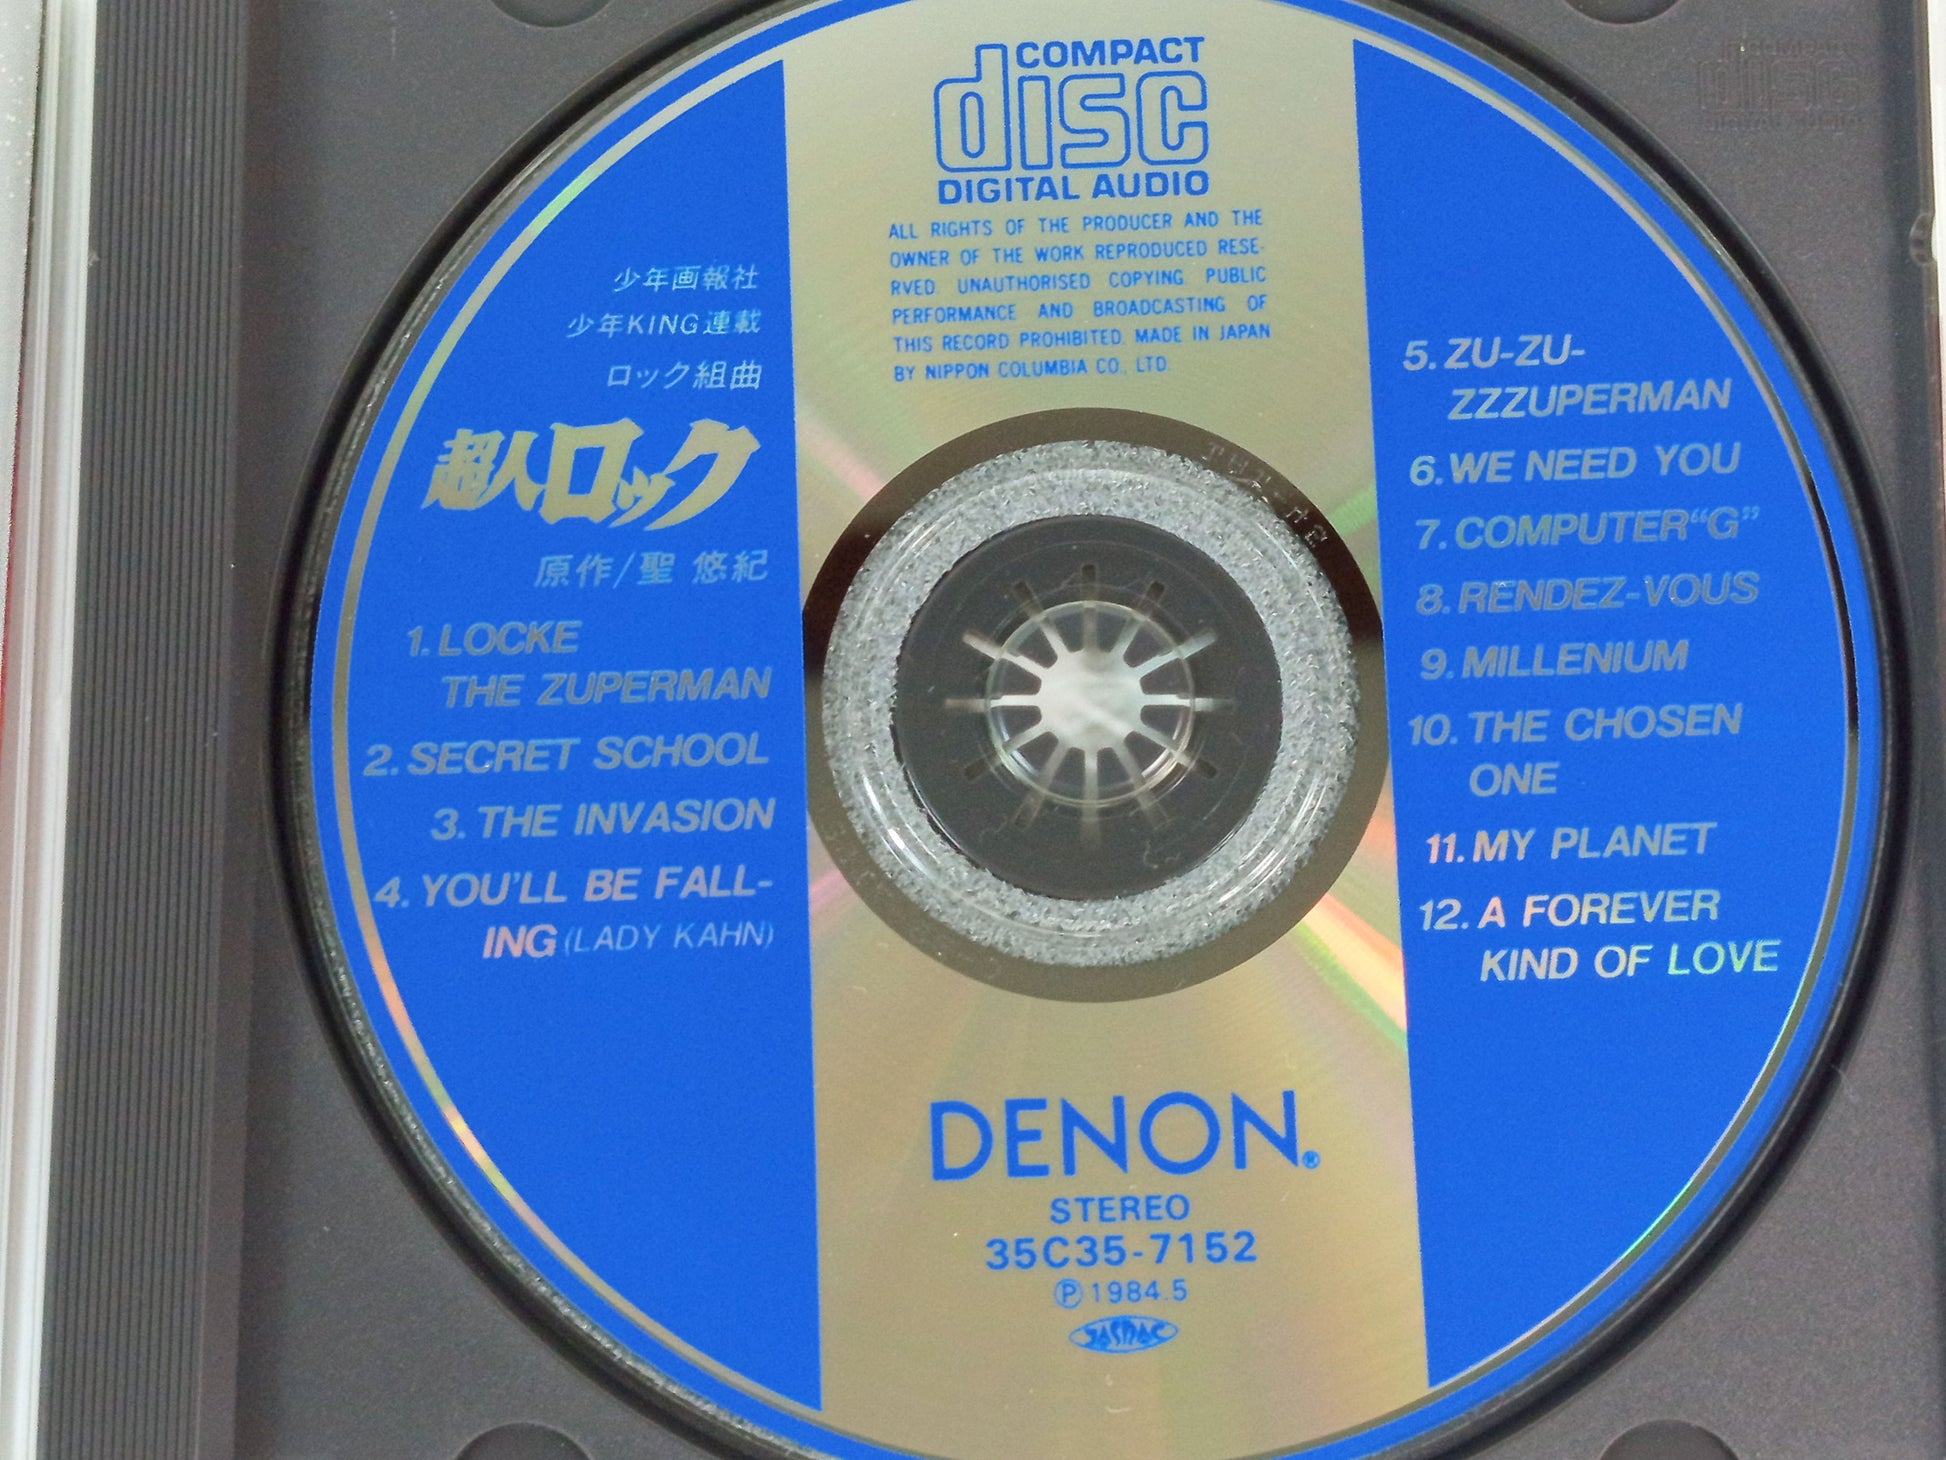 COMPACT
disc
DIGITAL AUDIO
ALL RIGHTS OF THE PRODUCER AND THE
OWNER OF THE WORK REPRODUCED RESE-
RVED. UNAUTHORISED COPYING. PUBLIC
PERFORMANCE AND BROADCASTING OF
THIS RECORD PROHIBITED. MADE IN JAPAN
BY NIPPON COLUMBIA CO., LTD.
少年画報社
少年KING連載
ロック組曲
超人ロック
原作/聖 悠紀
1. LOCKE
THE ZUPERMAN
2. SECRET SCHOOL
3. THE INVASION
4. YOU'LL BE FALL-
ING (LADY KAHN)
5. ZU-ZU-
ZZZUPERMAN
6. WE NEED YOU
7. COMPUTER “G”
8. RENDEZ-VOUS
9. MILLENIUM
10. THE CHOSEN
ONE
11. MY PLANET
12. A FOREVER
KIND OF LOVE
DENON®
STEREO
35C35-7152
Ⓟ1984.5
JASRAC